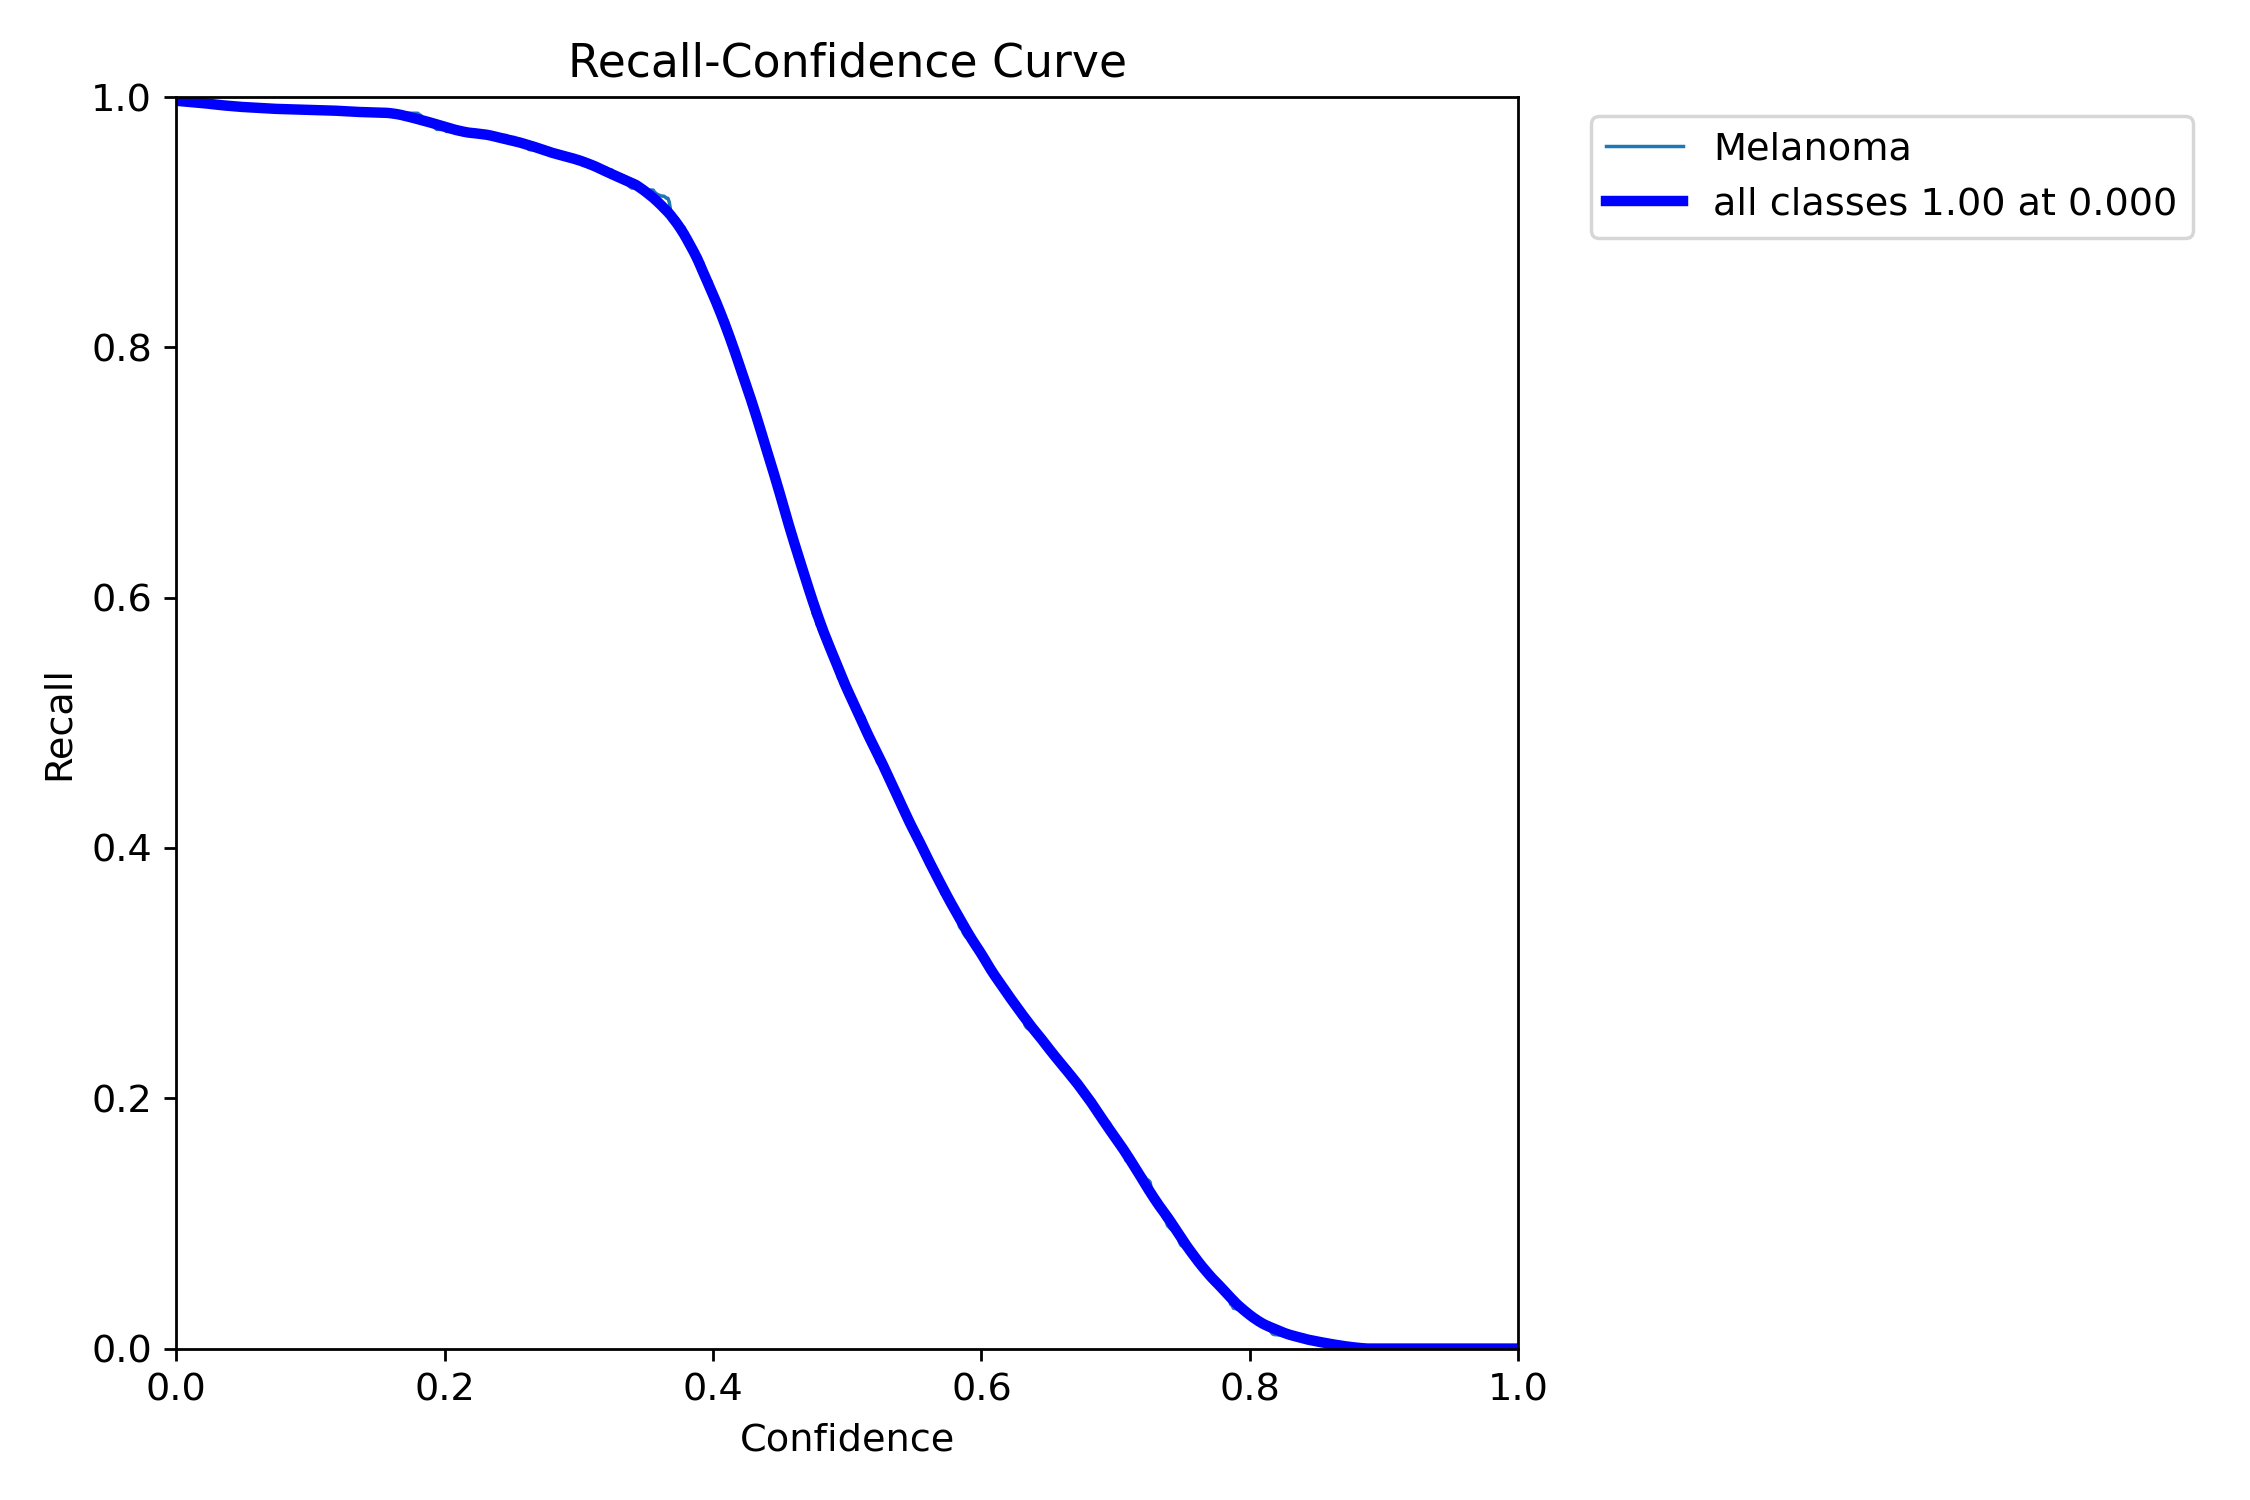 Recall-Confidence Curve
1.0
0.8
0.6
0.4
0.2
0.0
Recall
0.0 0.2 0.4 0.6 0.8 1.0
Confidence
Melanoma
all classes 1.00 at 0.000